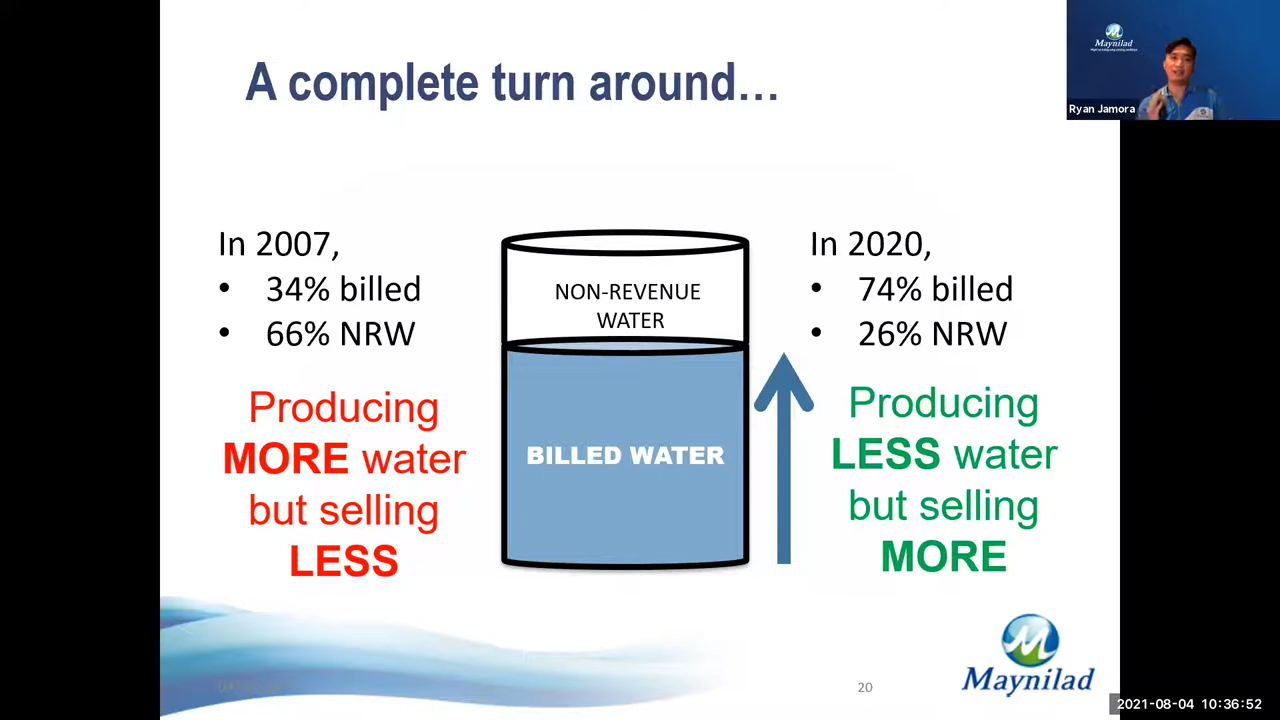 A complete turn around…
Maynilad
Ryan Jamora
In 2007,
• 34% billed
• 66% NRW
Producing
MORE water
but selling
LESS
NON-REVENUE
WATER
BILLED WATER
In 2020,
• 74% billed
• 26% NRW
Producing
LESS water
but selling
MORE
20
Maynilad
2021-08-04 10:36:52